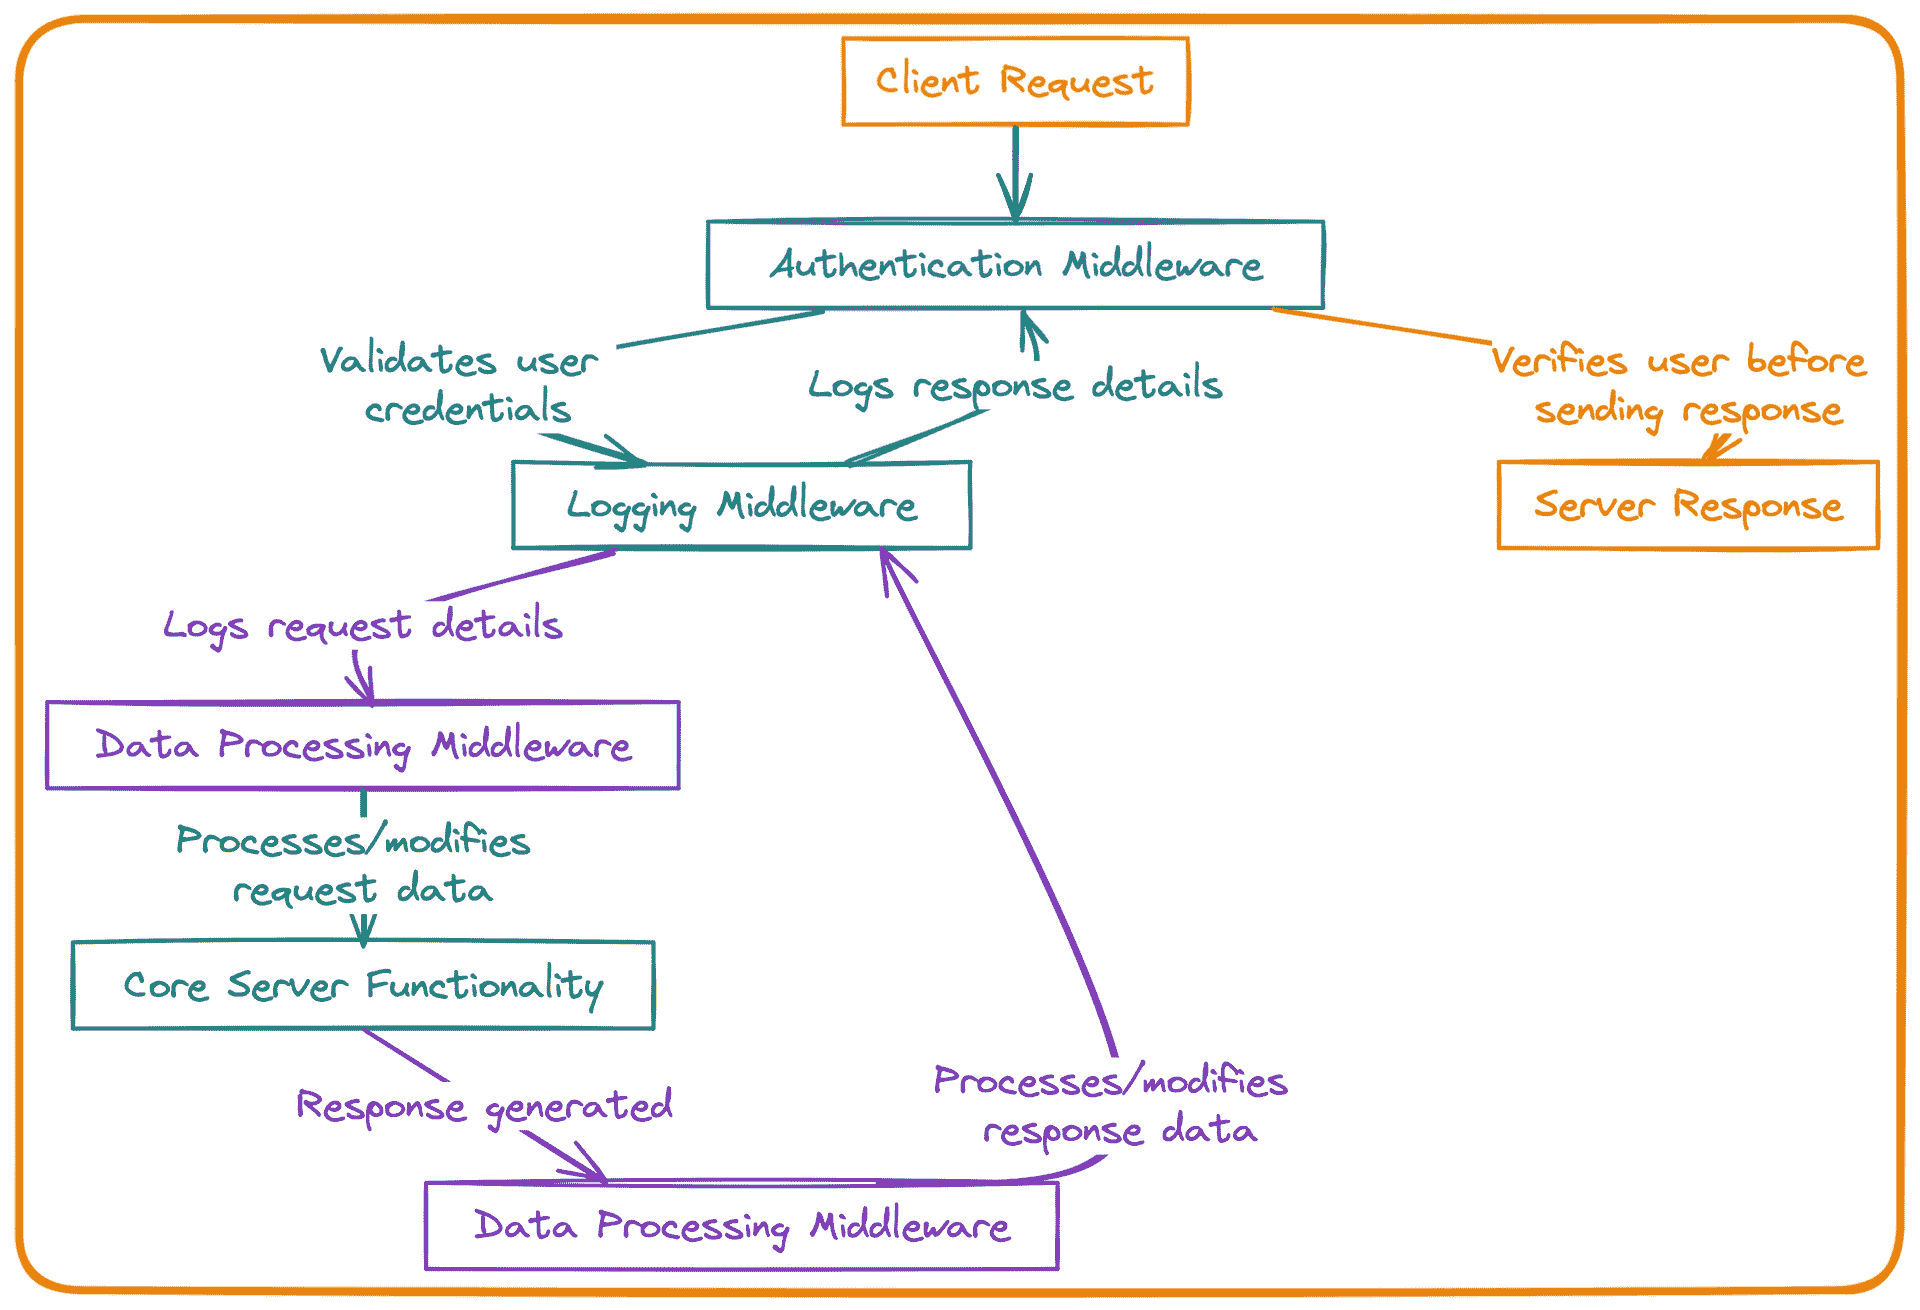 Client Request
Authentication Middleware
Validates user
credentials
Logs response details
Verifies user before
sending response
Logging Middleware
Server Response
Logs request details
Data Processing Middleware
Processes/modifies
request data
Core Server Functionality
Response generated
Processes/modifies
response data
Data Processing Middleware